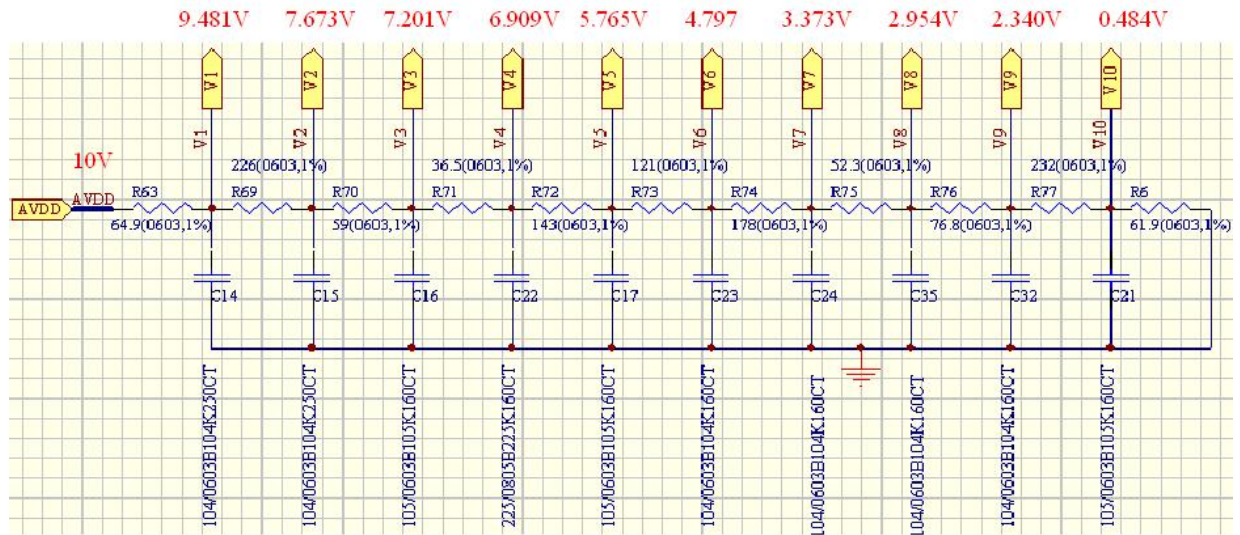 9.481V 7.673V 7.201V 6.909V 5.765V 4.797 3.373V 2.954V 2.340V 0.484V
V1 V2 V3 V4 V5 V6 V7 V8 V9 V10
V1 V2 V3 V4 V5 V6 V7 V8 V9 V10
10V
226(0603,1%) 36.5(0603,1%) 121(0603,1%) 52.3(0603,1%) 232(0603,1%)
AVDD AVDD R63 R69 R70 R71 R72 R73 R74 R75 R76 R77 R6
64.9(0603,1%) 59(0603,1%) 143(0603,1%) 178(0603,1%) 76.8(0603,1%) 61.9(0603,1%)
C14 C15 C16 C22 C17 C23 C24 C35 C32 C21
104/0603B104K250CT
104/0603B104K250CT
105/0603B105K160CT
225/0805B225K160CT
105/0603B105K160CT
104/0603B104K160CT
104/0603B104K160CT
104/0603B104K160CT
104/0603B104K160CT
105/0603B105K160CT